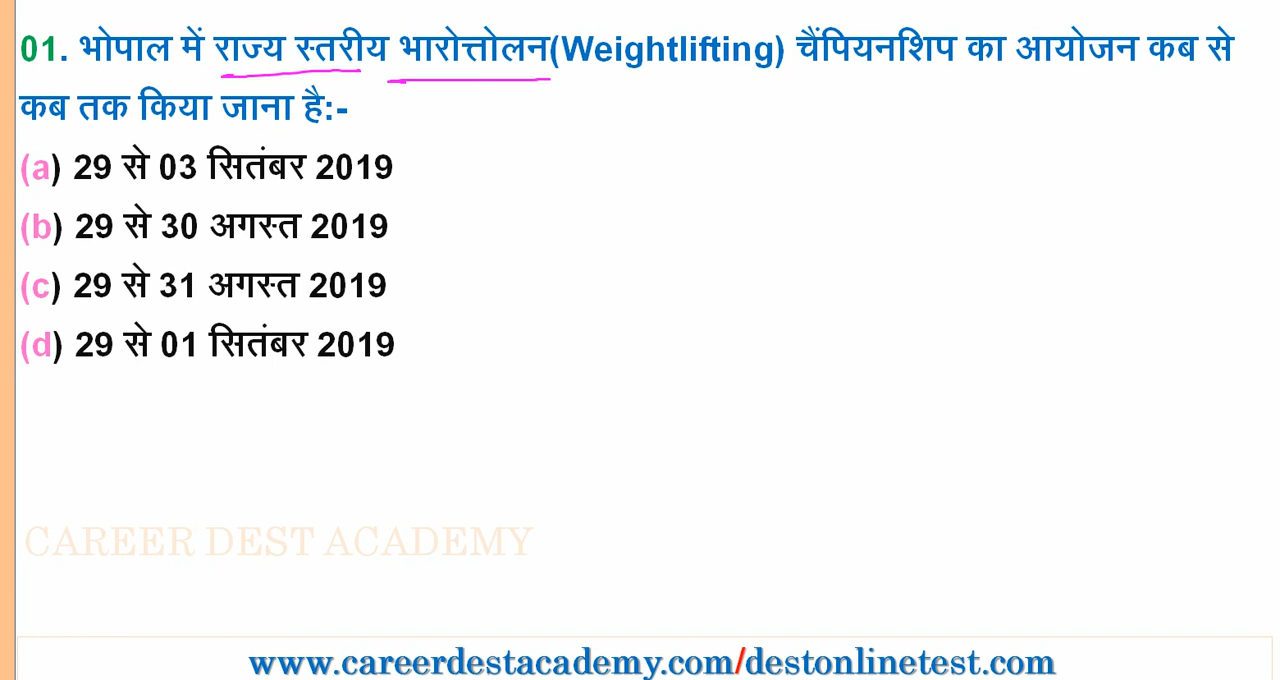 01. भोपाल में राज्य स्तरीय भारोत्तोलन(Weightlifting) चैंपियनशिप का आयोजन कब से
कब तक किया जाना है:-
(a) 29 से 03 सितंबर 2019
(b) 29 से 30 अगस्त 2019
(c) 29 से 31 अगस्त 2019
(d) 29 से 01 सितंबर 2019
CAREER DEST ACADEMY
www.careerdestacademy.com/destonlinetest.com